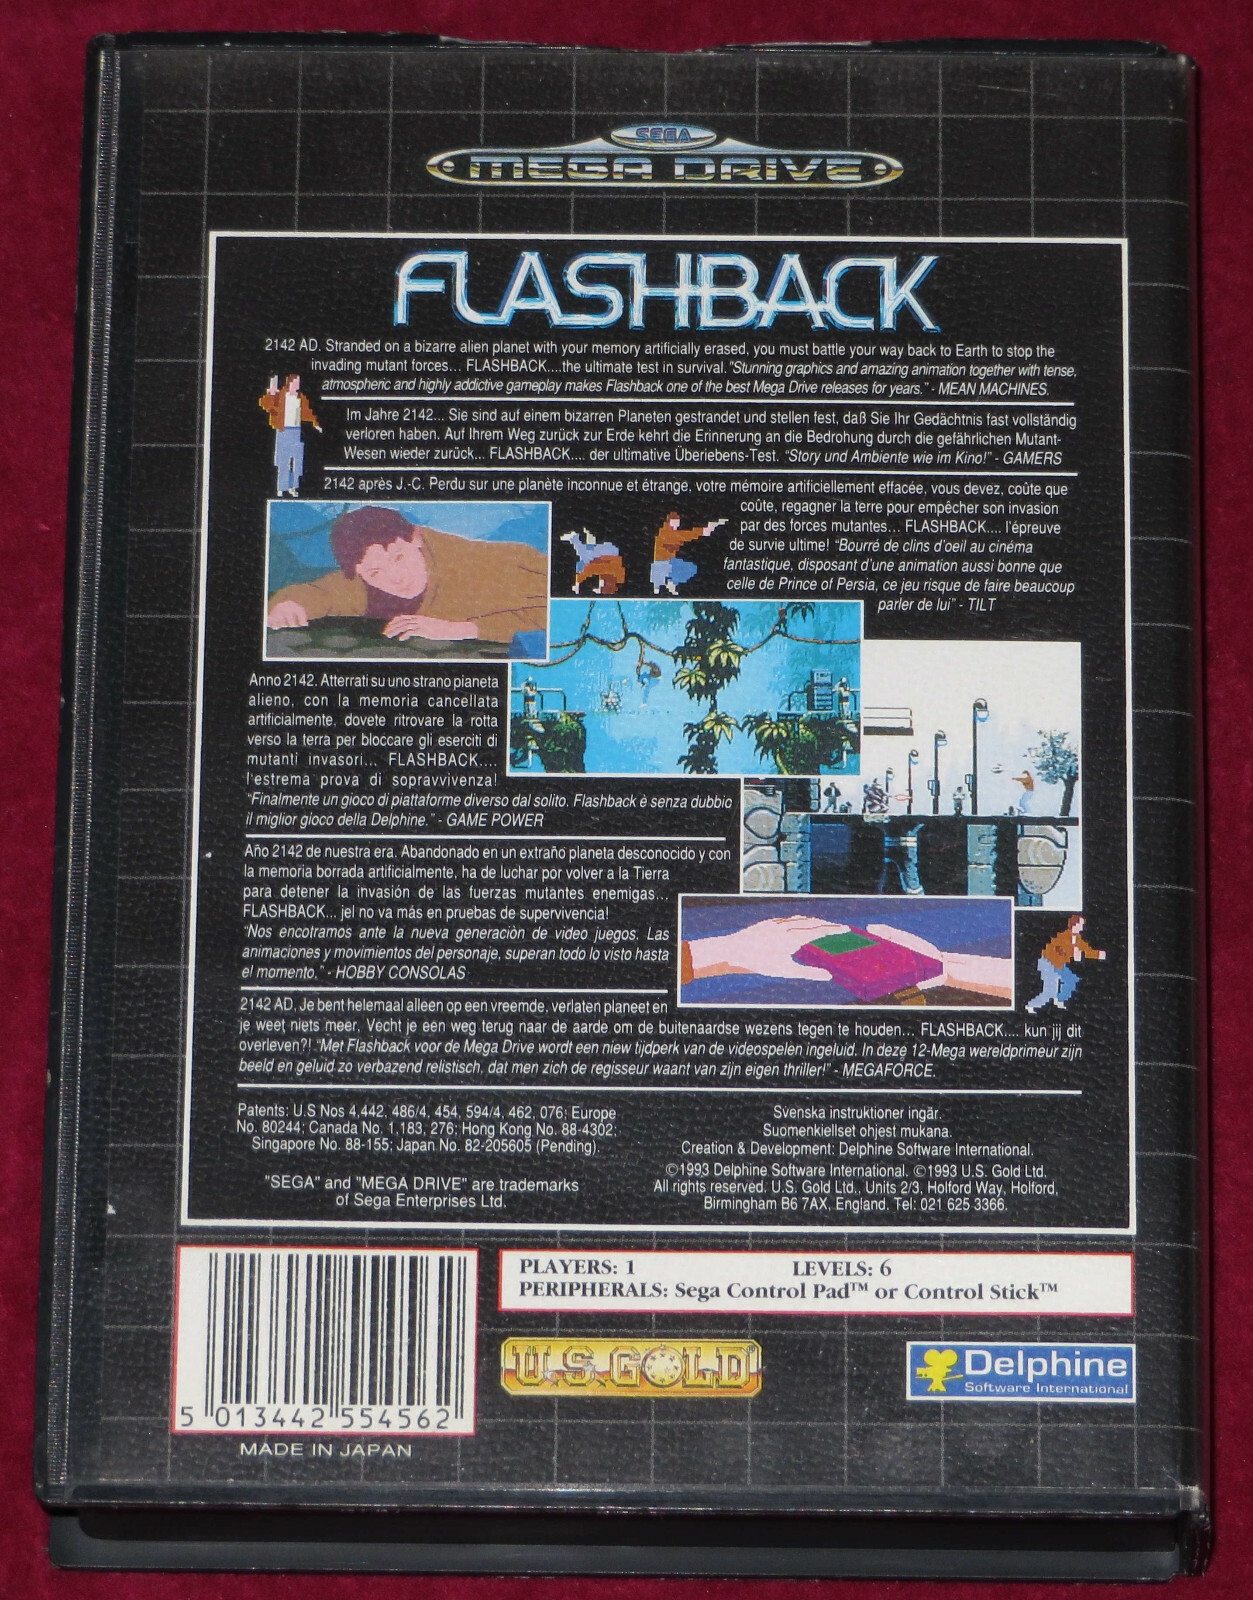 SEGA
MEGA DRIVE
FLASHBACK
2142 AD. Stranded on a bizarre alien planet with your memory artificially erased, you must battle your way back to Earth to stop the
invading mutant forces... FLASHBACK....the ultimate test in survival. "Stunning graphics and amazing animation together with tense,
atmospheric and highly addictive gameplay makes Flashback one of the best Mega Drive releases for years." - MEAN MACHINES.
Im Jahre 2142... Sie sind auf einem bizarren Planeten gestrandet und stellen fest, daß Sie Ihr Gedächtnis fast vollständig
verloren haben. Auf Ihrem Weg zurück zur Erde kehrt die Erinnerung an die Bedrohung durch die gefährlichen Mutant-
Wesen wieder zurück... FLASHBACK.... der ultimative Überlebens-Test. "Story und Ambiente wie im Kino!" - GAMERS
2142 après J.-C. Perdu sur une planète inconnue et étrange, votre mémoire artificiellement effacée, vous devez, coûte que
coûte, regagner la terre pour empêcher son invasion
par des forces mutantes... FLASHBACK.... l'épreuve
de survie ultime! "Bourré de clins d'oeil au cinéma
fantastique, disposant d'une animation aussi bonne que
celle de Prince of Persia, ce jeu risque de faire beaucoup
parler de lui" - TILT
Anno 2142. Atterrati su uno strano pianeta
alieno, con la memoria cancellata
artificialmente, dovete ritrovare la rotta
verso la terra per bloccare gli eserciti di
mutanti invasori... FLASHBACK....
l'estrema prova di sopravvivenza!
"Finalmente un gioco di piattaforme diverso dal solito. Flashback è senza dubbio
il miglior gioco della Delphine." - GAME POWER
Año 2142 de nuestra era. Abandonado en un extraño planeta desconocido y con
la memoria borrada artificialmente, ha de luchar por volver a la Tierra
para detener la invasión de las fuerzas mutantes enemigas...
FLASHBACK... ¡el no va más en pruebas de supervivencia!
"Nos encotramos ante la nueva generación de video juegos. Las
animaciones y movimientos del personaje, superan todo lo visto hasta
el momento." - HOBBY CONSOLAS
2142 AD. Je bent helemaal alleen op een vreemde, verlaten planeet en
je weet niets meer. Vecht je een weg terug naar de aarde om de buitenaardse wezens tegen te houden... FLASHBACK.... kun jij dit
overleven?! "Met Flashback voor de Mega Drive wordt een niew tijdperk van de videospelen ingeluid. In deze 12-Mega wereldprimeur zijn
beeld en geluid zo verbazend relistisch, dat men zich de regisseur waant van zijn eigen thriller!" - MEGAFORCE.
Patents: U.S Nos 4,442, 486/4, 454, 594/4, 462, 076; Europe
No. 80244; Canada No. 1,183, 276; Hong Kong No. 88-4302;
Singapore No. 88-155; Japan No. 82-205605 (Pending).
"SEGA" and "MEGA DRIVE" are trademarks
of Sega Enterprises Ltd.
Svenska instruktioner ingår.
Suomenkiellset ohjest mukana.
Creation & Development: Delphine Software International.
©1993 Delphine Software International. ©1993 U.S. Gold Ltd.
All rights reserved. U.S. Gold Ltd., Units 2/3, Holford Way, Holford,
Birmingham B6 7AX, England. Tel: 021 625 3366.
PLAYERS: 1 LEVELS: 6
PERIPHERALS: Sega Control Pad™ or Control Stick™
5 013442 554562
MADE IN JAPAN
U.S. GOLD®
Delphine
Software International